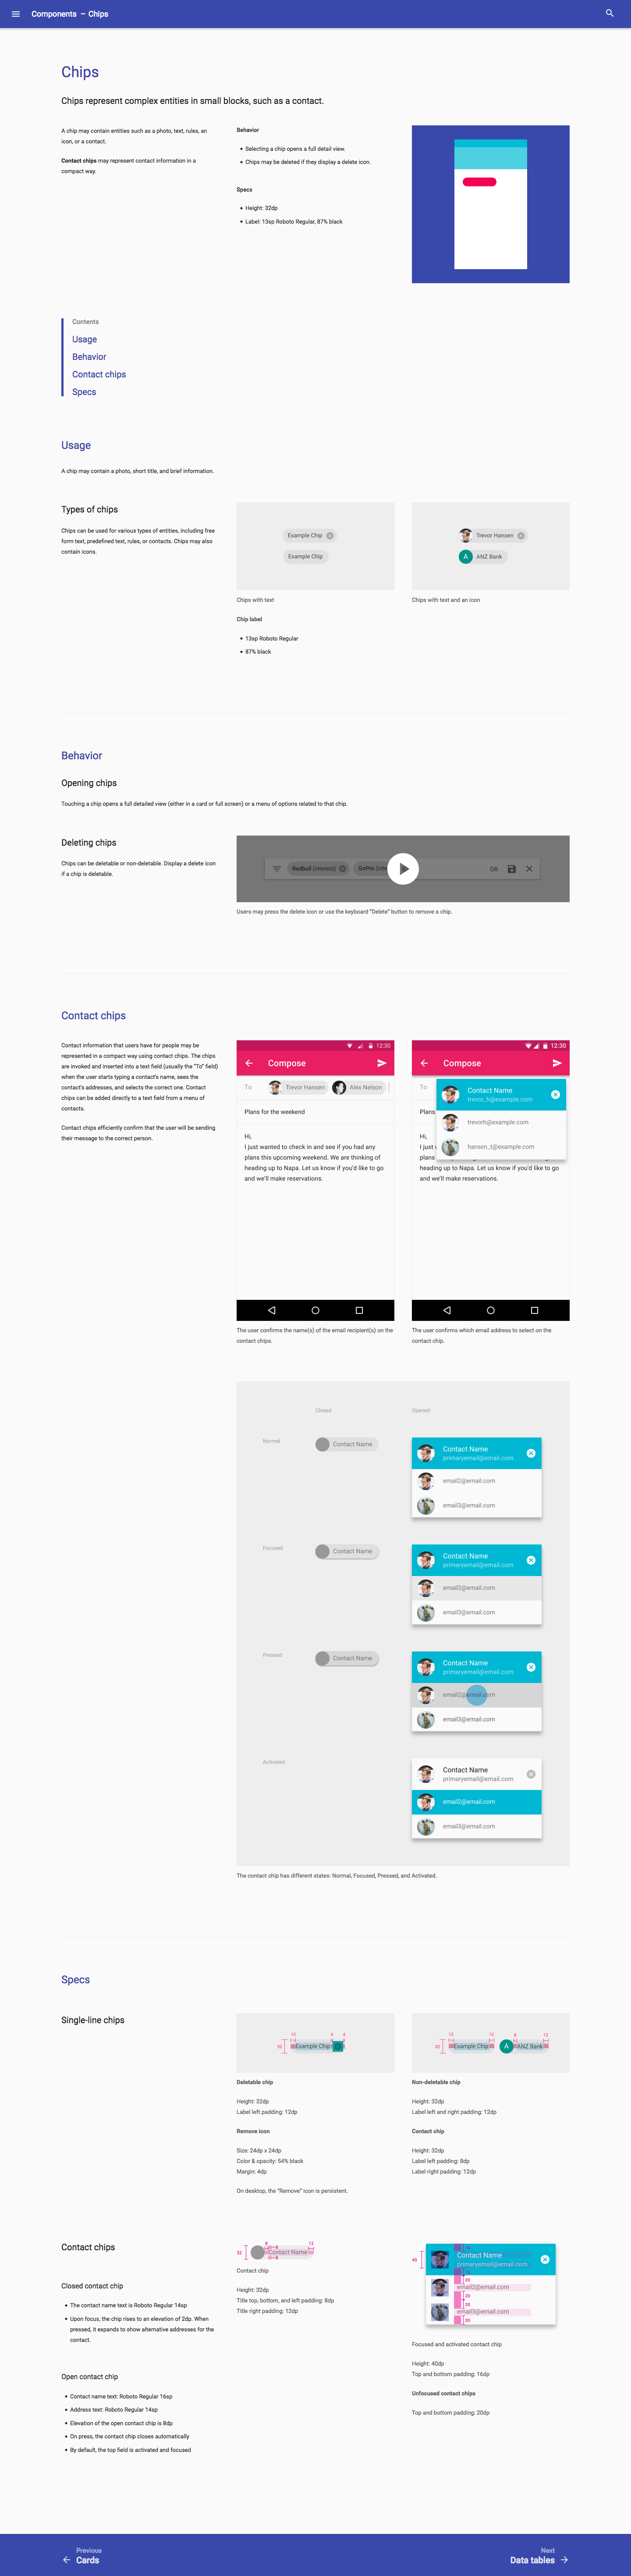 Components – Chips
Chips
Chips represent complex entities in small blocks, such as a contact.
A chip may contain entities such as a photo, text, rules, an
icon, or a contact.
Contact chips may represent contact information in a
compact way.
Behavior
Selecting a chip opens a full detail view.
Chips may be deleted if they display a delete icon.
Specs
Height: 32dp
Label: 13sp Roboto Regular, 87% black
Contents
Usage
Behavior
Contact chips
Specs
Usage
A chip may contain a photo, short title, and brief information.
Types of chips
Chips can be used for various types of entities, including free
form text, predefined text, rules, or contacts. Chips may also
contain icons.
Example Chip
Example Chip
Chips with text
Chip label
13sp Roboto Regular
87% black
Trevor Hansen
A ANZ Bank
Chips with text and an icon
Behavior
Opening chips
Touching a chip opens a full detailed view (either in a card or full screen) or a menu of options related to that chip.
Deleting chips
Chips can be deletable or non-deletable. Display a delete icon
if a chip is deletable.
Redbull (interest) GoPro (inte OR
Users may press the delete icon or use the keyboard "Delete" button to remove a chip.
Contact chips
Contact information that users have for people may be
represented in a compact way using contact chips. The chips
are invoked and inserted into a text field (usually the "To" field)
when the user starts typing a contact's name, sees the
contact's addresses, and selects the correct one. Contact
chips can be added directly to a text field from a menu of
contacts.
Contact chips efficiently confirm that the user will be sending
their message to the correct person.
12:30
Compose
To Trevor Hansen Alex Nelson
Plans for the weekend
Hi,
I just wanted to check in and see if you had any
plans this upcoming weekend. We are thinking of
heading up to Napa. Let us know if you'd like to go
and we'll make reservations.
The user confirms the name(s) of the email recipient(s) on the
contact chips.
12:30
Compose
To
Contact Name
trevor_h@example.com
Plans
trevorh@example.com
Hi,
I just
hansen_t@example.com
plans this upcoming weekend. We are thinking of
heading up to Napa. Let us know if you'd like to go
and we'll make reservations.
The user confirms which email address to select on the
contact chip.
Closed Opened
Normal
Contact Name
Contact Name
primaryemail@email.com
email2@email.com
email3@email.com
Focused
Contact Name
Contact Name
primaryemail@email.com
email2@email.com
email3@email.com
Pressed
Contact Name
Contact Name
primaryemail@email.com
email2@email.com
email3@email.com
Activated
Contact Name
primaryemail@email.com
email2@email.com
email3@email.com
The contact chip has different states: Normal, Focused, Pressed, and Activated.
Specs
Single-line chips
12 4 4
32 Example Chip
Deletable chip
Height: 32dp
Label left padding: 12dp
Remove icon
Size: 24dp x 24dp
Color & opacity: 54% black
Margin: 4dp
On desktop, the "Remove" icon is persistent.
12 12 8 12
32 Example Chip A ANZ Bank
Non-deletable chip
Height: 32dp
Label left and right padding: 12dp
Contact chip
Height: 32dp
Label left padding: 8dp
Label right padding: 12dp
Contact chips
Closed contact chip
The contact name text is Roboto Regular 14sp
Upon focus, the chip rises to an elevation of 2dp. When
pressed, it expands to show alternative addresses for the
contact.
Open contact chip
Contact name text: Roboto Regular 16sp
Address text: Roboto Regular 14sp
Elevation of the open contact chip is 8dp
On press, the contact chip closes automatically
By default, the top field is activated and focused
8 12
32 Contact Name
8
Contact chip
Height: 32dp
Title top, bottom, and left padding: 8dp
Title right padding: 12dp
40
Contact Name
primaryemail@email.com
20
email2@email.com
20
20
email3@email.com
20
Focused and activated contact chip
Height: 40dp
Top and bottom padding: 16dp
Unfocused contact chips
Top and bottom padding: 20dp
Previous
Cards
Next
Data tables